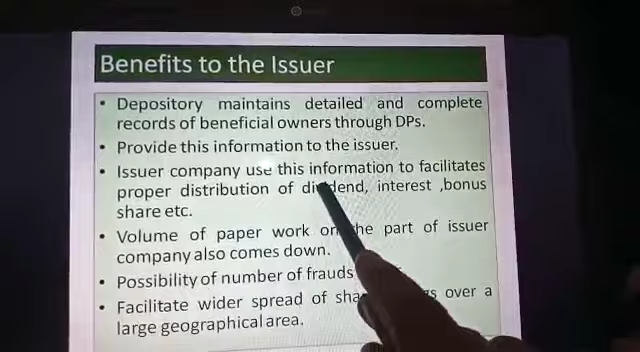 Benefits to the Issuer
• Depository maintains detailed and complete
records of beneficial owners through DPs.
• Provide this information to the issuer.
• Issuer company use this information to facilitates
proper distribution of dividend, interest ,bonus
share etc.
• Volume of paper work on the part of issuer
company also comes down.
• Possibility of number of frauds
• Facilitate wider spread of over a
large geographical area.